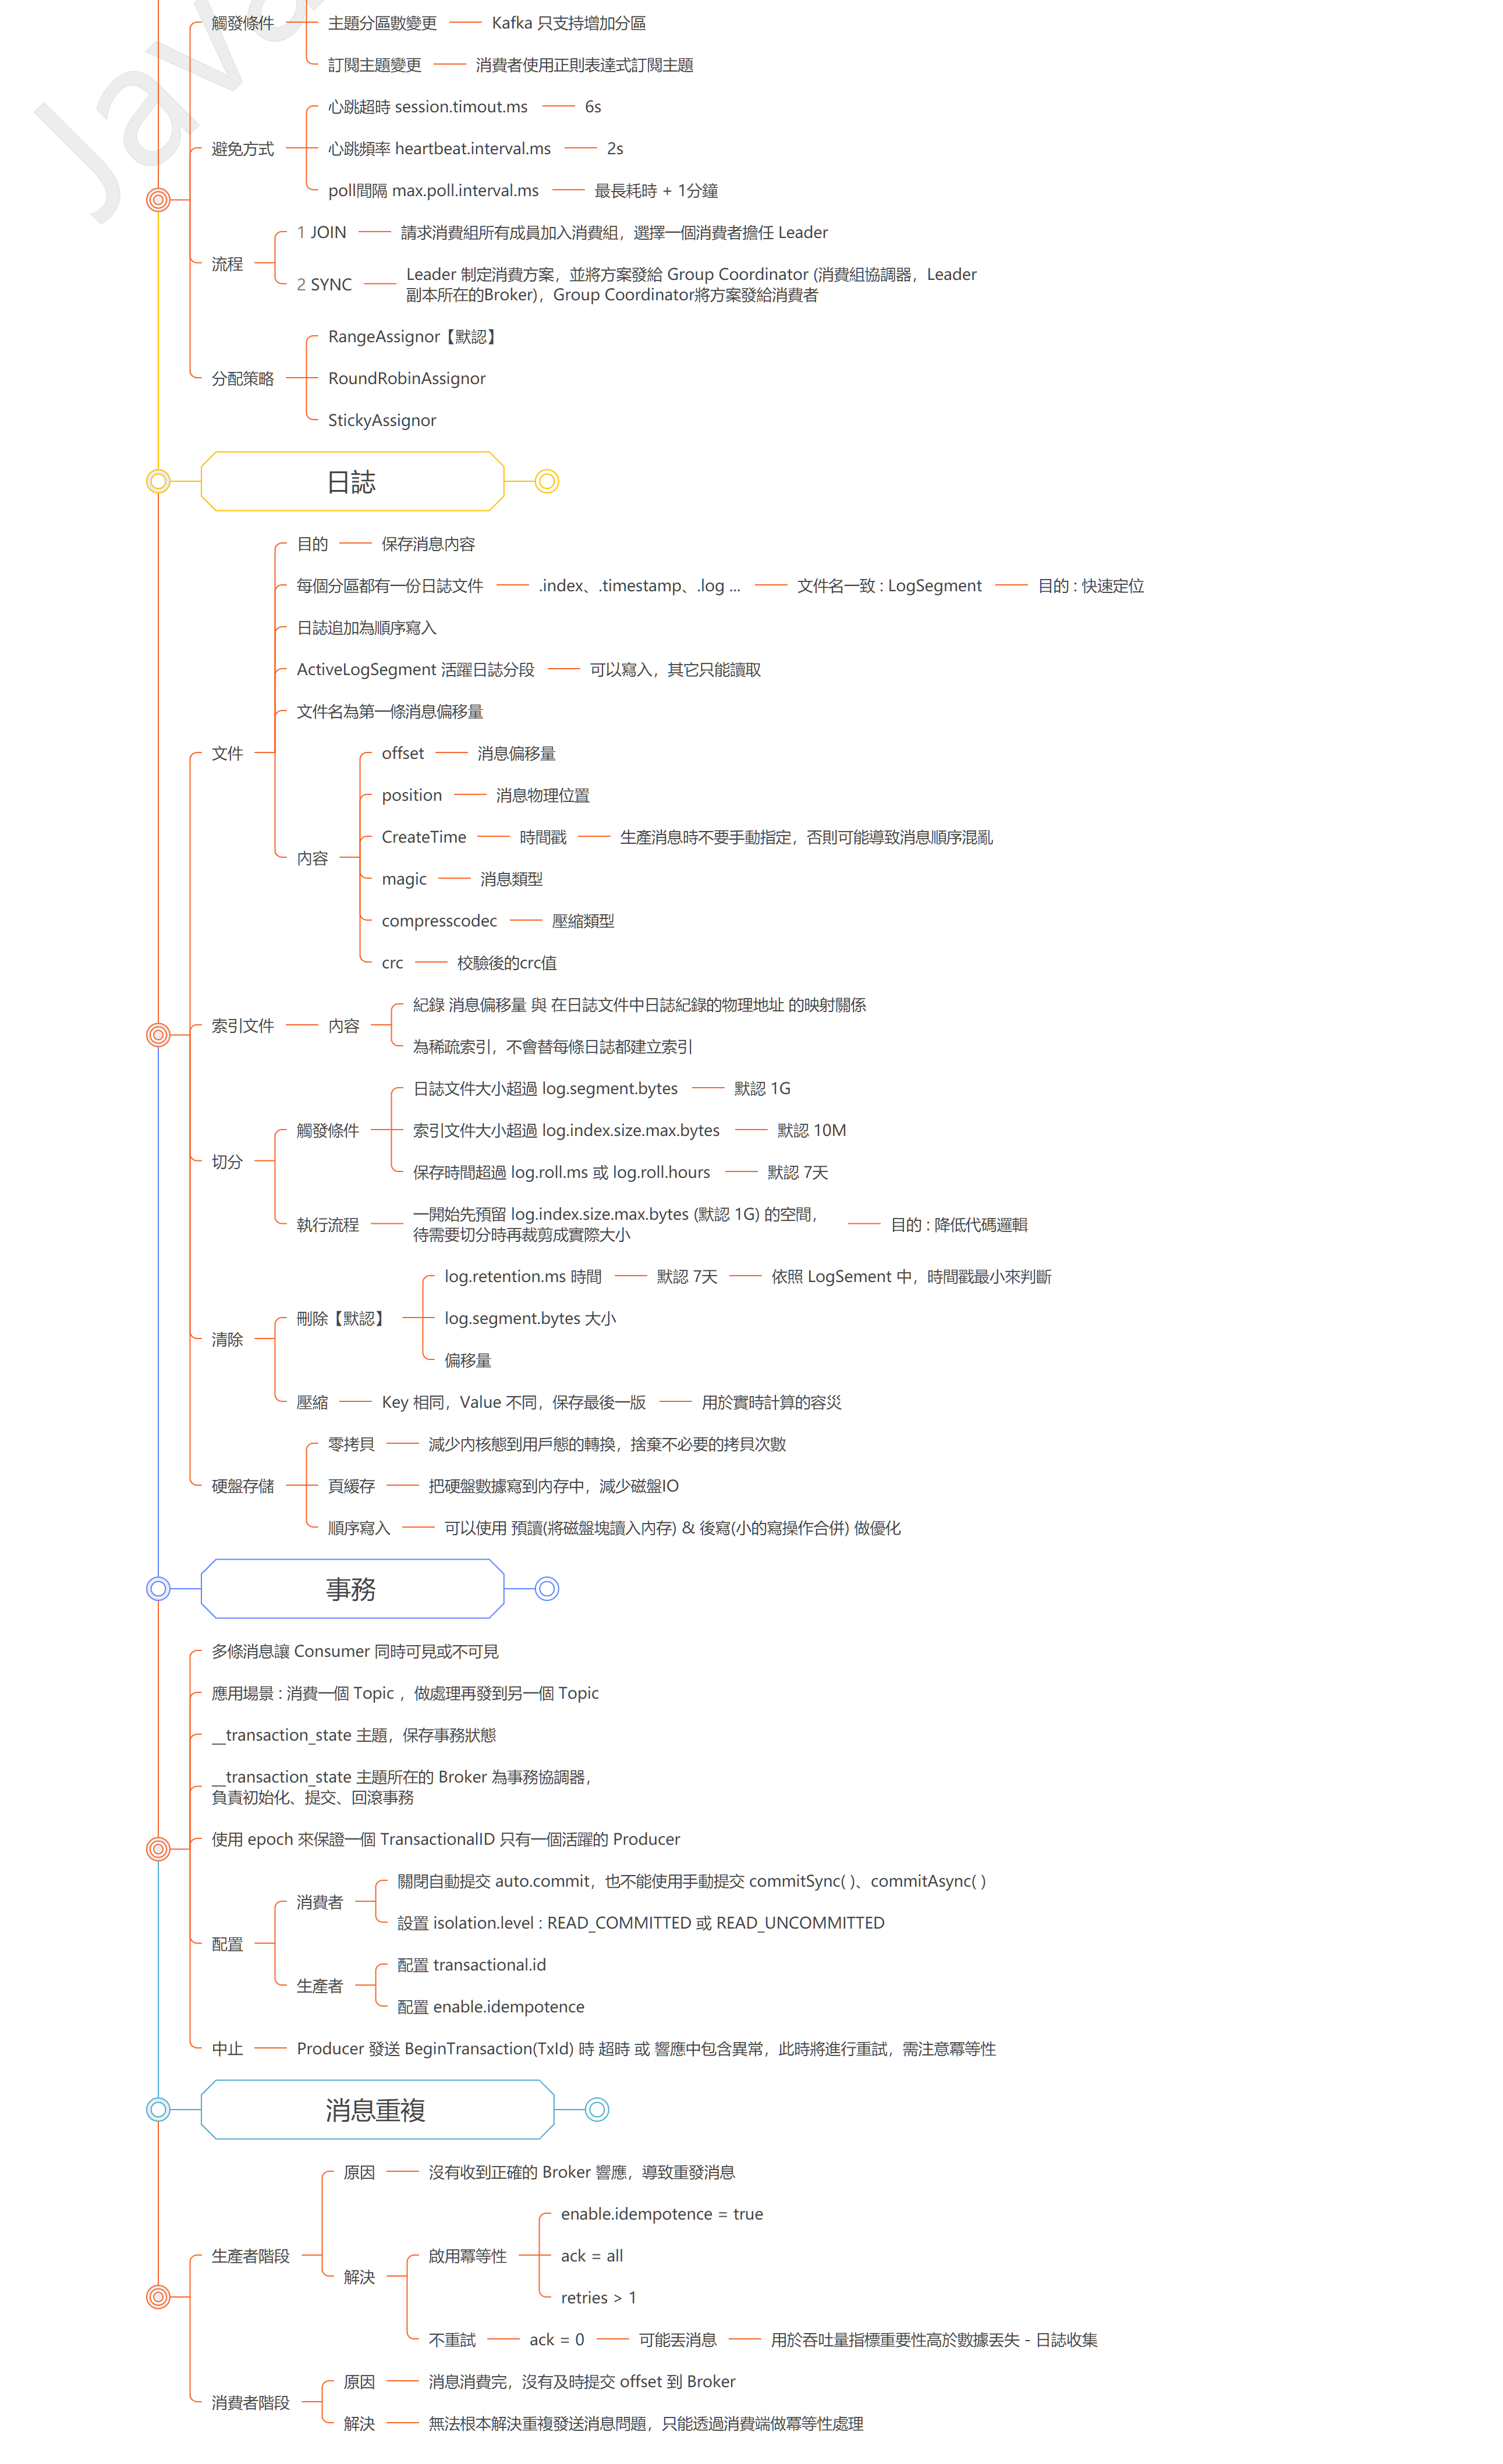 Java
觸發條件
主題分區數變更
Kafka 只支持增加分區
訂閱主題變更
消費者使用正則表達式訂閱主題
避免方式
心跳超時 session.timout.ms
6s
心跳頻率 heartbeat.interval.ms
2s
poll間隔 max.poll.interval.ms
最長耗時 + 1分鐘
流程
1 JOIN
請求消費組所有成員加入消費組，選擇一個消費者擔任 Leader
2 SYNC
Leader 制定消費方案，並將方案發給 Group Coordinator (消費組協調器，Leader
副本所在的Broker)，Group Coordinator將方案發給消費者
分配策略
RangeAssignor【默認】
RoundRobinAssignor
StickyAssignor
日誌
文件
目的
保存消息內容
每個分區都有一份日誌文件
.index、.timestamp、.log ...
文件名一致 : LogSegment
目的 : 快速定位
日誌追加為順序寫入
ActiveLogSegment 活躍日誌分段
可以寫入，其它只能讀取
文件名為第一條消息偏移量
內容
offset
消息偏移量
position
消息物理位置
CreateTime
時間戳
生產消息時不要手動指定，否則可能導致消息順序混亂
magic
消息類型
compresscodec
壓縮類型
crc
校驗後的crc值
索引文件
內容
紀錄 消息偏移量 與 在日誌文件中日誌紀錄的物理地址 的映射關係
為稀疏索引，不會替每條日誌都建立索引
切分
觸發條件
日誌文件大小超過 log.segment.bytes
默認 1G
索引文件大小超過 log.index.size.max.bytes
默認 10M
保存時間超過 log.roll.ms 或 log.roll.hours
默認 7天
執行流程
一開始先預留 log.index.size.max.bytes (默認 1G) 的空間，
待需要切分時再裁剪成實際大小
目的 : 降低代碼邏輯
清除
刪除【默認】
log.retention.ms 時間
默認 7天
依照 LogSement 中，時間戳最小來判斷
log.segment.bytes 大小
偏移量
壓縮
Key 相同，Value 不同，保存最後一版
用於實時計算的容災
硬盤存儲
零拷貝
減少內核態到用戶態的轉換，捨棄不必要的拷貝次數
頁緩存
把硬盤數據寫到內存中，減少磁盤IO
順序寫入
可以使用 預讀(將磁盤塊讀入內存) & 後寫(小的寫操作合併) 做優化
事務
多條消息讓 Consumer 同時可見或不可見
應用場景 : 消費一個 Topic ，做處理再發到另一個 Topic
__transaction_state 主題，保存事務狀態
__transaction_state 主題所在的 Broker 為事務協調器，
負責初始化、提交、回滾事務
使用 epoch 來保證一個 TransactionalID 只有一個活躍的 Producer
配置
消費者
關閉自動提交 auto.commit，也不能使用手動提交 commitSync( )、commitAsync( )
設置 isolation.level : READ_COMMITTED 或 READ_UNCOMMITTED
生產者
配置 transactional.id
配置 enable.idempotence
中止
Producer 發送 BeginTransaction(TxId) 時 超時 或 響應中包含異常，此時將進行重試，需注意冪等性
消息重複
生產者階段
原因
沒有收到正確的 Broker 響應，導致重發消息
解決
啟用冪等性
enable.idempotence = true
ack = all
retries > 1
不重試
ack = 0
可能丟消息
用於吞吐量指標重要性高於數據丟失 - 日誌收集
消費者階段
原因
消息消費完，沒有及時提交 offset 到 Broker
解決
無法根本解決重複發送消息問題，只能透過消費端做冪等性處理